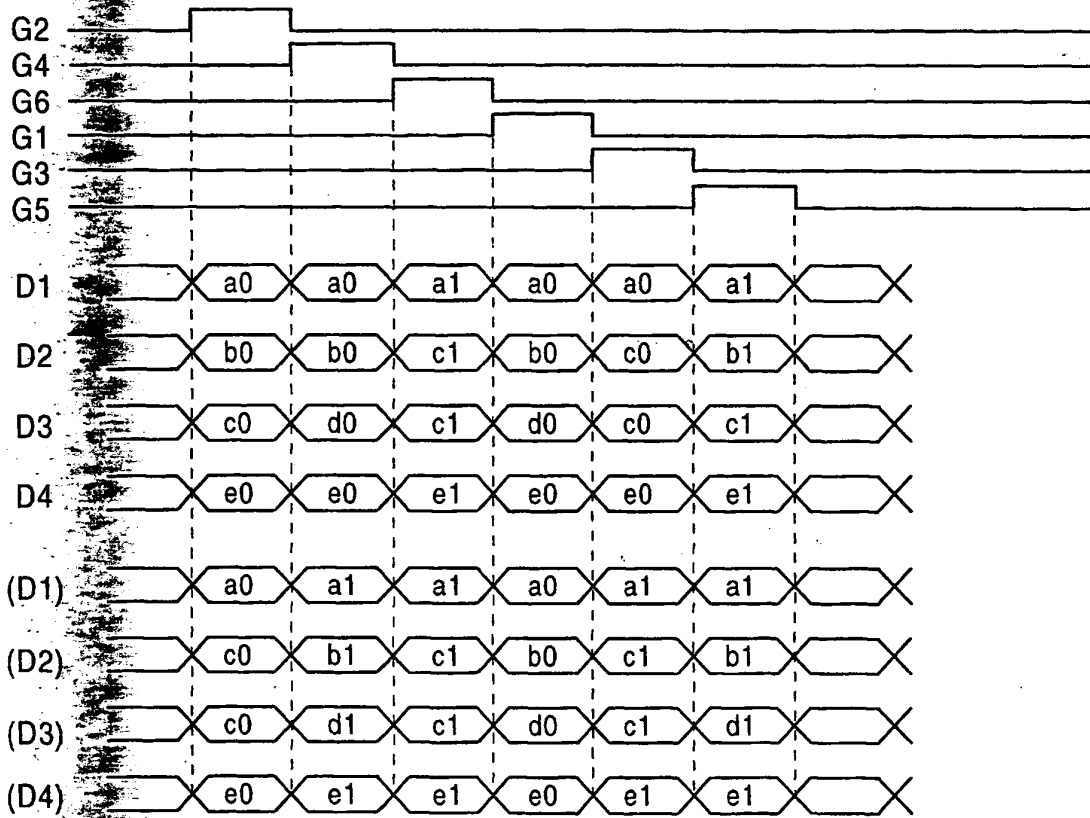 G2
G4
G6
G1
G3
G5
D1 a0 a0 a1 a0 a0 a1
D2 b0 b0 c1 b0 c0 b1
D3 c0 d0 c1 d0 c0 c1
D4 e0 e0 e1 e0 e0 e1
(D1) a0 a1 a1 a0 a1 a1
(D2) c0 b1 c1 b0 c1 b1
(D3) c0 d1 c1 d0 c1 d1
(D4) e0 e1 e1 e0 e1 e1